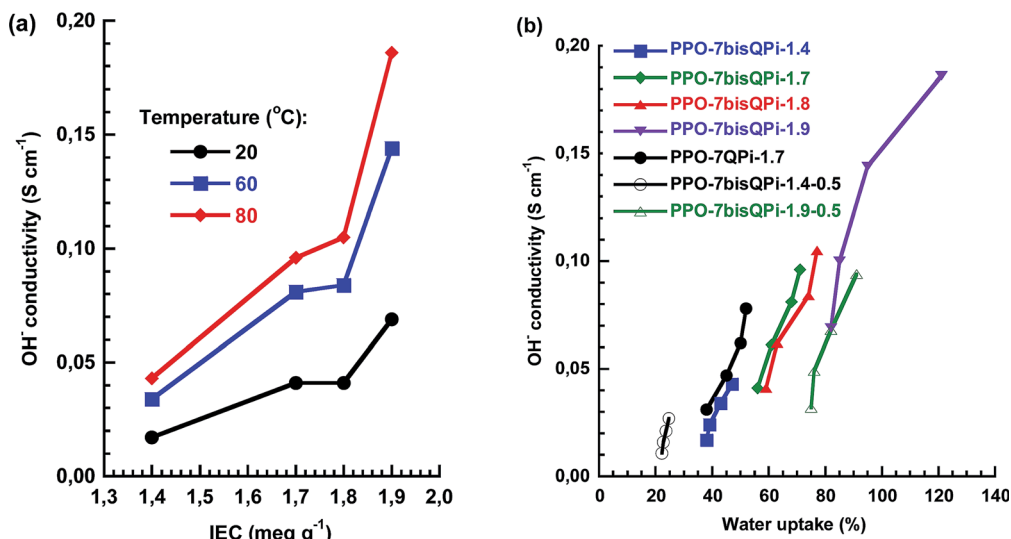 (a)
0,20
0,15
0,10
0,05
0,00
OH⁻ conductivity (S cm⁻¹)
Temperature (°C):
20
60
80
1,3 1,4 1,5 1,6 1,7 1,8 1,9 2,0
IEC (meq g⁻¹)
(b)
0,20
0,15
0,10
0,05
0,00
OH⁻ conductivity (S cm⁻¹)
PPO-7bisQPi-1.4
PPO-7bisQPi-1.7
PPO-7bisQPi-1.8
PPO-7bisQPi-1.9
PPO-7QPi-1.7
PPO-7bisQPi-1.4-0.5
PPO-7bisQPi-1.9-0.5
0 20 40 60 80 100 120 140
Water uptake (%)